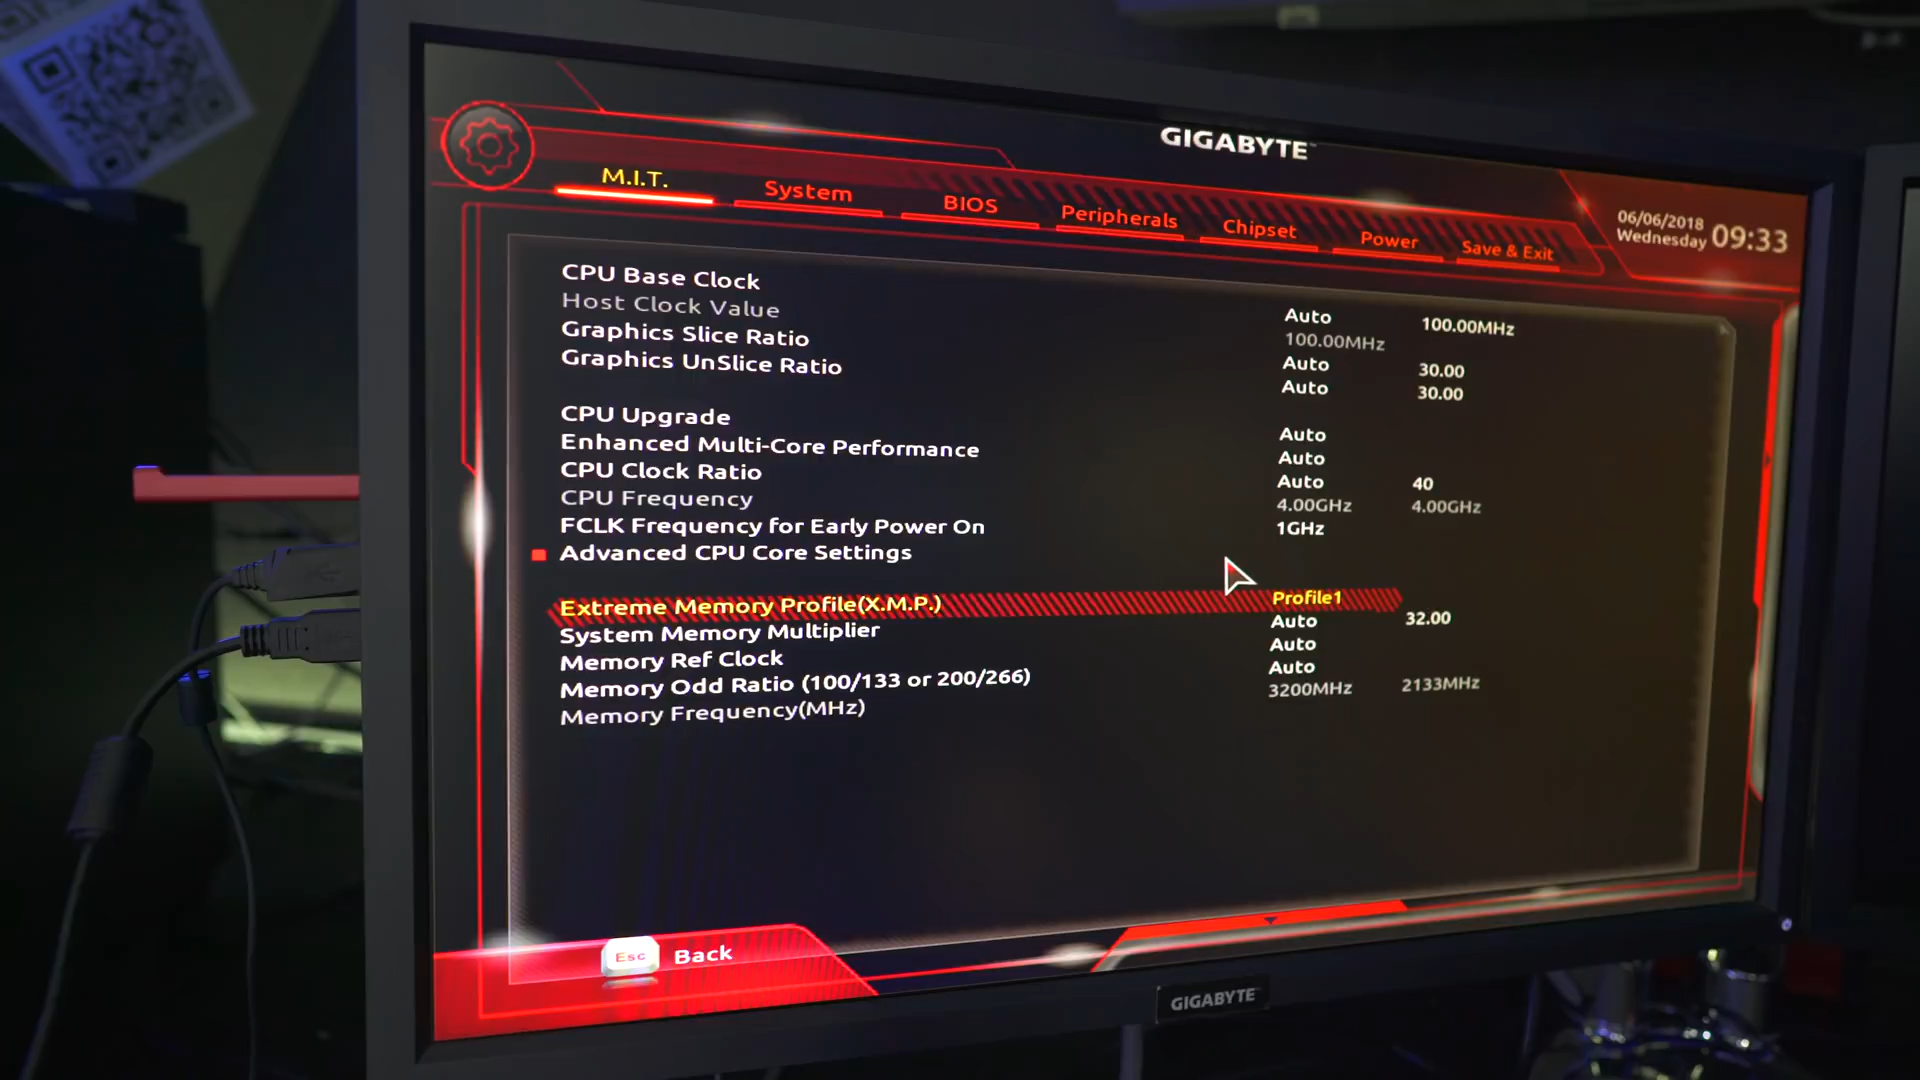 GIGABYTE
M.I.T. System BIOS Peripherals Chipset Power Save & Exit
06/06/2018
Wednesday 09:33
CPU Base Clock Auto 100.00MHz
Host Clock Value 100.00MHz
Graphics Slice Ratio Auto 30.00
Graphics UnSlice Ratio Auto 30.00
CPU Upgrade Auto
Enhanced Multi-Core Performance Auto
CPU Clock Ratio Auto 40
CPU Frequency 4.00GHz 4.00GHz
FCLK Frequency for Early Power On 1GHz
Advanced CPU Core Settings
Extreme Memory Profile(X.M.P.) Profile1
System Memory Multiplier Auto 32.00
Memory Ref Clock Auto
Memory Odd Ratio (100/133 or 200/266) Auto
Memory Frequency(MHz) 3200MHz 2133MHz
Esc Back
GIGABYTE